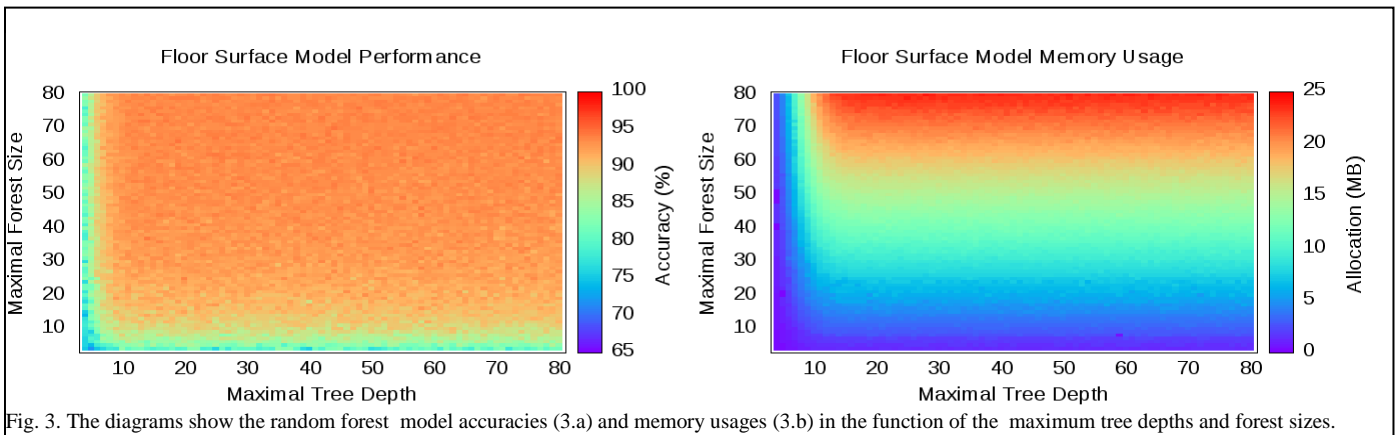 Floor Surface Model Performance
80
70
60
50
40
30
20
10
Maximal Forest Size
10 20 30 40 50 60 70 80
Maximal Tree Depth
100
95
90
85
80
75
70
65
Accuracy (%)
Floor Surface Model Memory Usage
80
70
60
50
40
30
20
10
Maximal Forest Size
10 20 30 40 50 60 70 80
Maximal Tree Depth
25
20
15
10
5
0
Allocation (MB)
Fig. 3. The diagrams show the random forest model accuracies (3.a) and memory usages (3.b) in the function of the maximum tree depths and forest sizes.